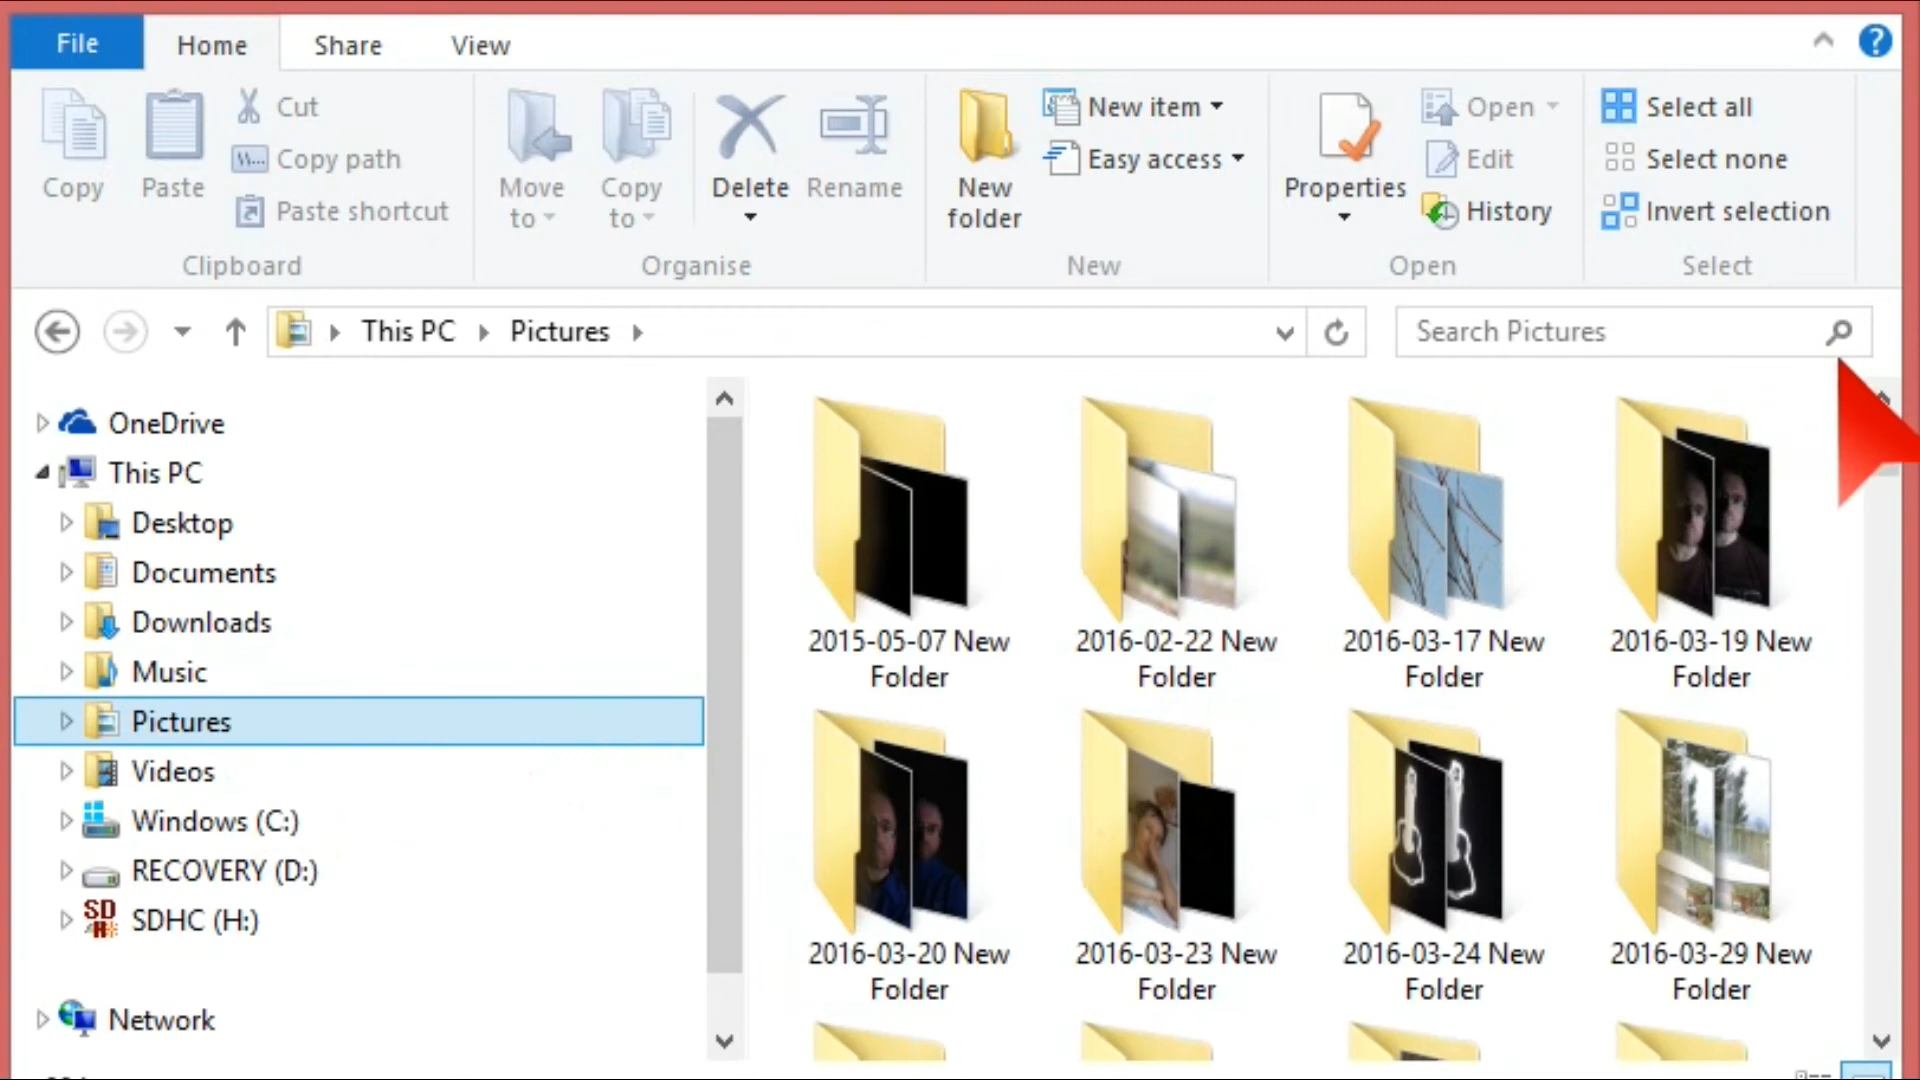 File Home Share View
Copy
Paste
Cut
Copy path
Paste shortcut
Clipboard
Move to
Copy to
Delete
Rename
Organise
New folder
New item
Easy access
New
Properties
Open
Edit
History
Open
Select all
Select none
Invert selection
Select
This PC Pictures
Search Pictures
OneDrive
This PC
Desktop
Documents
Downloads
Music
Pictures
Videos
Windows (C:)
RECOVERY (D:)
SDHC (H:)
Network
2015-05-07 New
Folder
2016-02-22 New
Folder
2016-03-17 New
Folder
2016-03-19 New
Folder
2016-03-20 New
Folder
2016-03-23 New
Folder
2016-03-24 New
Folder
2016-03-29 New
Folder